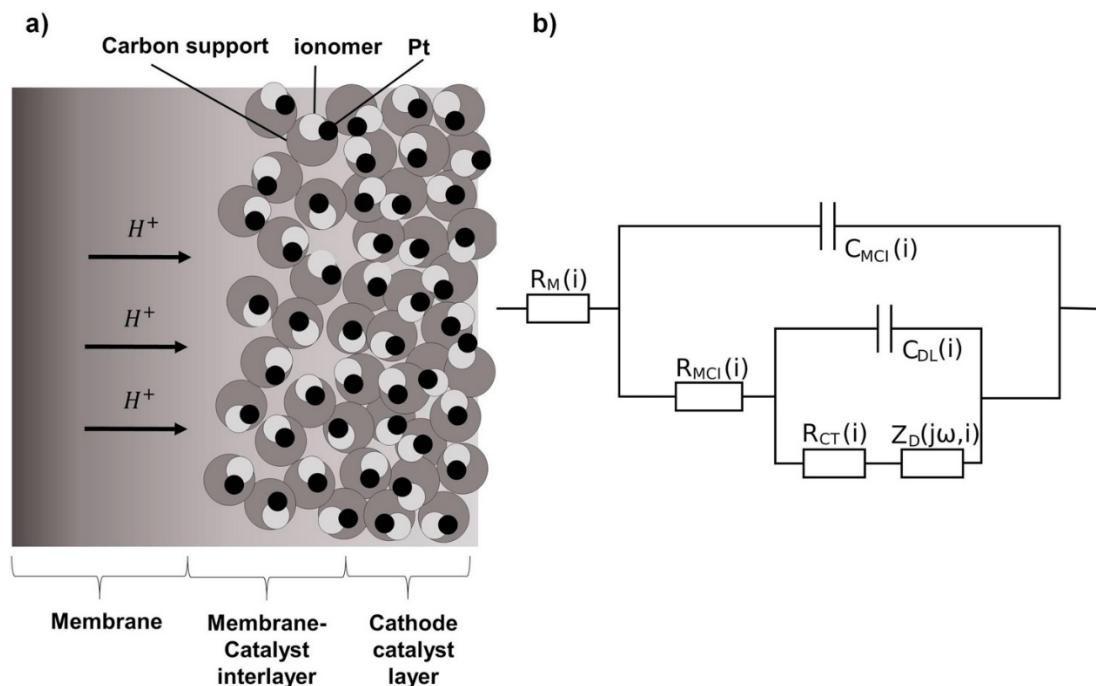 a)
Carbon support ionomer Pt
H⁺
H⁺
H⁺
Membrane
Membrane-
Catalyst
interlayer
Cathode
catalyst
layer
b)
C_MCI(i)
R_M(i)
C_DL(i)
R_MCI(i)
R_CT(i) Z_D(jω,i)